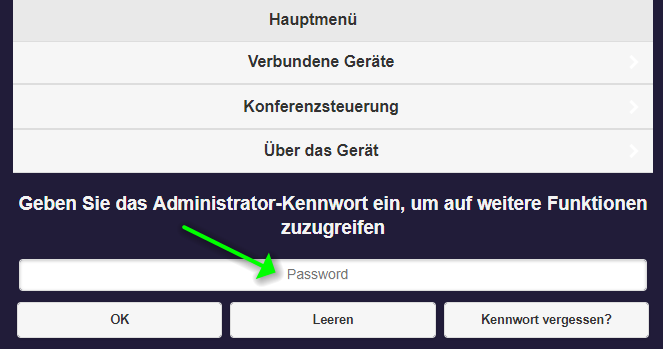 Hauptmenü
Verbundene Geräte
Konferenzsteuerung
Über das Gerät
Geben Sie das Administrator-Kennwort ein, um auf weitere Funktionen
zuzugreifen
Password
OK
Leeren
Kennwort vergessen?